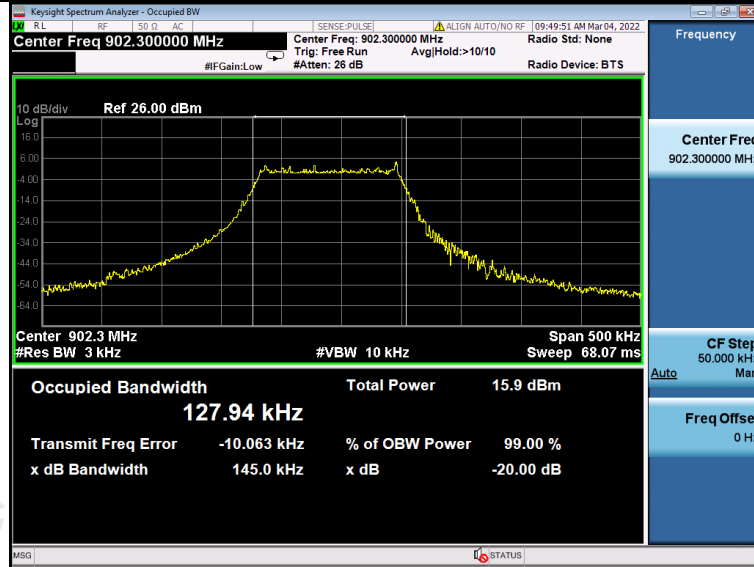 Keysight Spectrum Analyzer - Occupied BW
RL RF 50 Ω AC SENSE:PULSE ALIGN AUTO/NO RF 09:49:51 AM Mar 04, 2022
Center Freq 902.300000 MHz
Center Freq: 902.300000 MHz Radio Std: None
Trig: Free Run Avg|Hold:>10/10
#IFGain:Low #Atten: 26 dB Radio Device: BTS
Frequency
10 dB/div Ref 26.00 dBm
Log
16.0
6.00
-4.00
-14.0
-24.0
-34.0
-44.0
-54.0
-64.0
Center 902.3 MHz Span 500 kHz
#Res BW 3 kHz #VBW 10 kHz Sweep 68.07 ms
Occupied Bandwidth Total Power 15.9 dBm
127.94 kHz
Transmit Freq Error -10.063 kHz % of OBW Power 99.00 %
x dB Bandwidth 145.0 kHz x dB -20.00 dB
Center Fre
902.300000 MH
CF Step
50.000 kH
Auto Man
Freq Offse
0 H
MSG STATUS